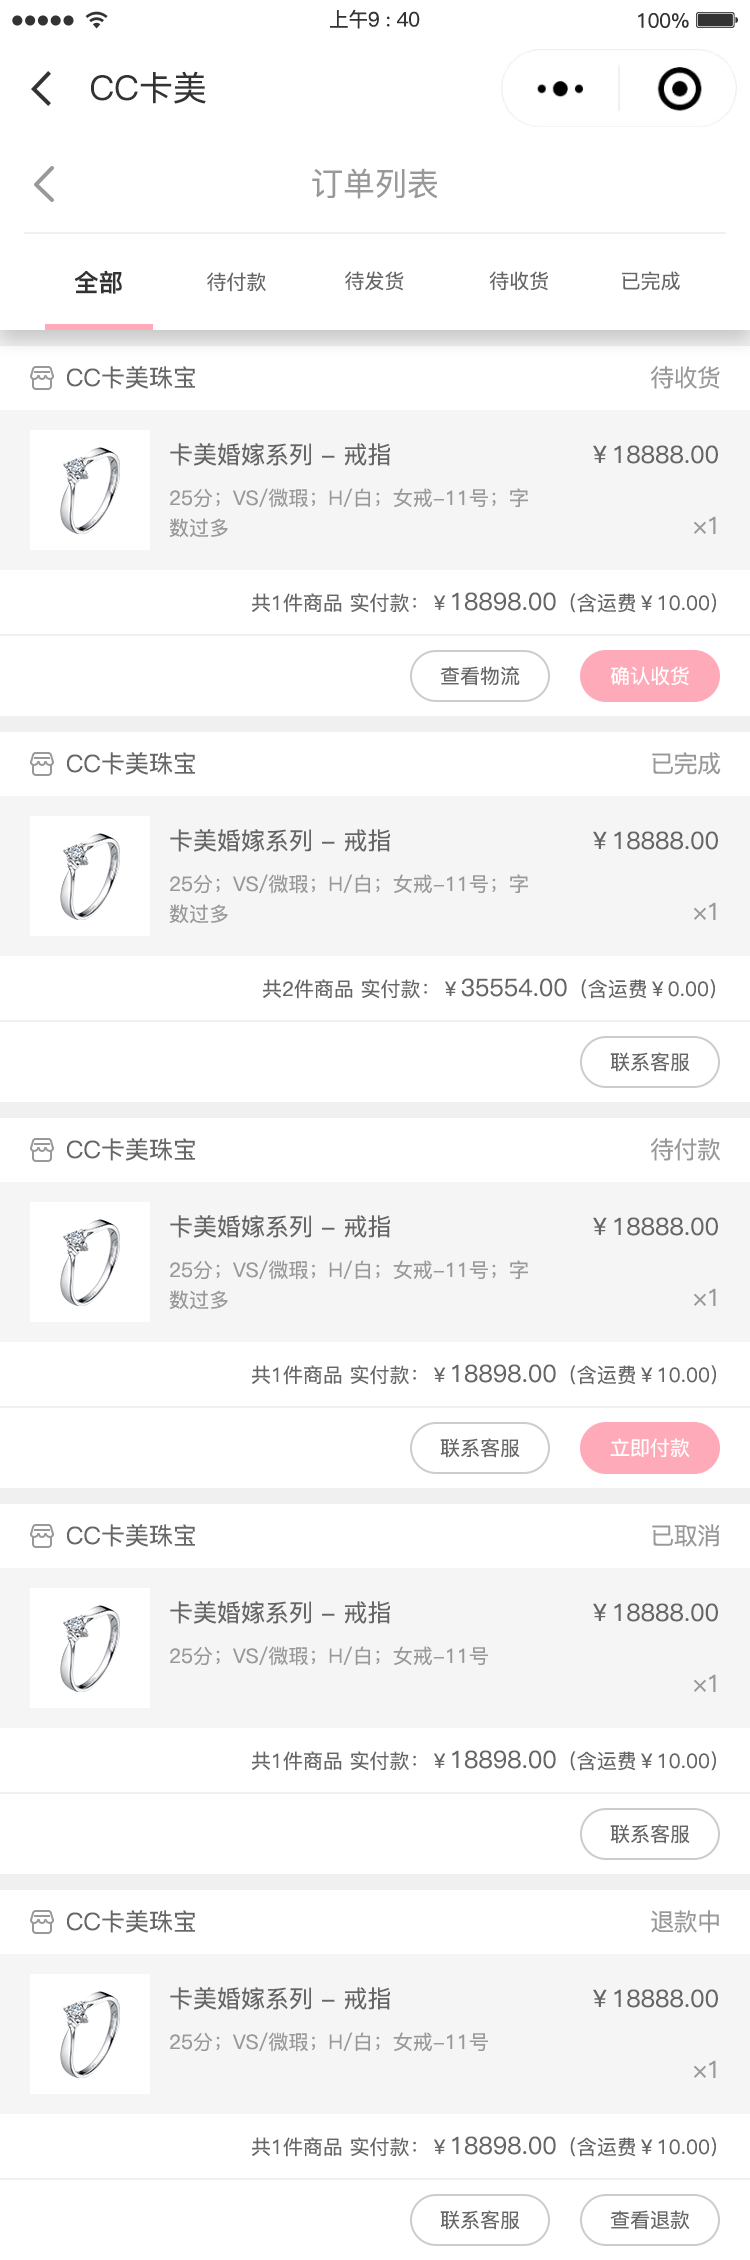 上午9 : 40
100%
CC卡美
订单列表
全部 待付款 待发货 待收货 已完成
CC卡美珠宝 待收货
卡美婚嫁系列 – 戒指 ￥18888.00
25分；VS/微瑕；H/白；女戒–11号；字
数过多 ×1
共1件商品 实付款：￥18898.00（含运费￥10.00）
查看物流 确认收货
CC卡美珠宝 已完成
卡美婚嫁系列 – 戒指 ￥18888.00
25分；VS/微瑕；H/白；女戒–11号；字
数过多 ×1
共2件商品 实付款：￥35554.00（含运费￥0.00）
联系客服
CC卡美珠宝 待付款
卡美婚嫁系列 – 戒指 ￥18888.00
25分；VS/微瑕；H/白；女戒–11号；字
数过多 ×1
共1件商品 实付款：￥18898.00（含运费￥10.00）
联系客服 立即付款
CC卡美珠宝 已取消
卡美婚嫁系列 – 戒指 ￥18888.00
25分；VS/微瑕；H/白；女戒–11号
×1
共1件商品 实付款：￥18898.00（含运费￥10.00）
联系客服
CC卡美珠宝 退款中
卡美婚嫁系列 – 戒指 ￥18888.00
25分；VS/微瑕；H/白；女戒–11号
×1
共1件商品 实付款：￥18898.00（含运费￥10.00）
联系客服 查看退款